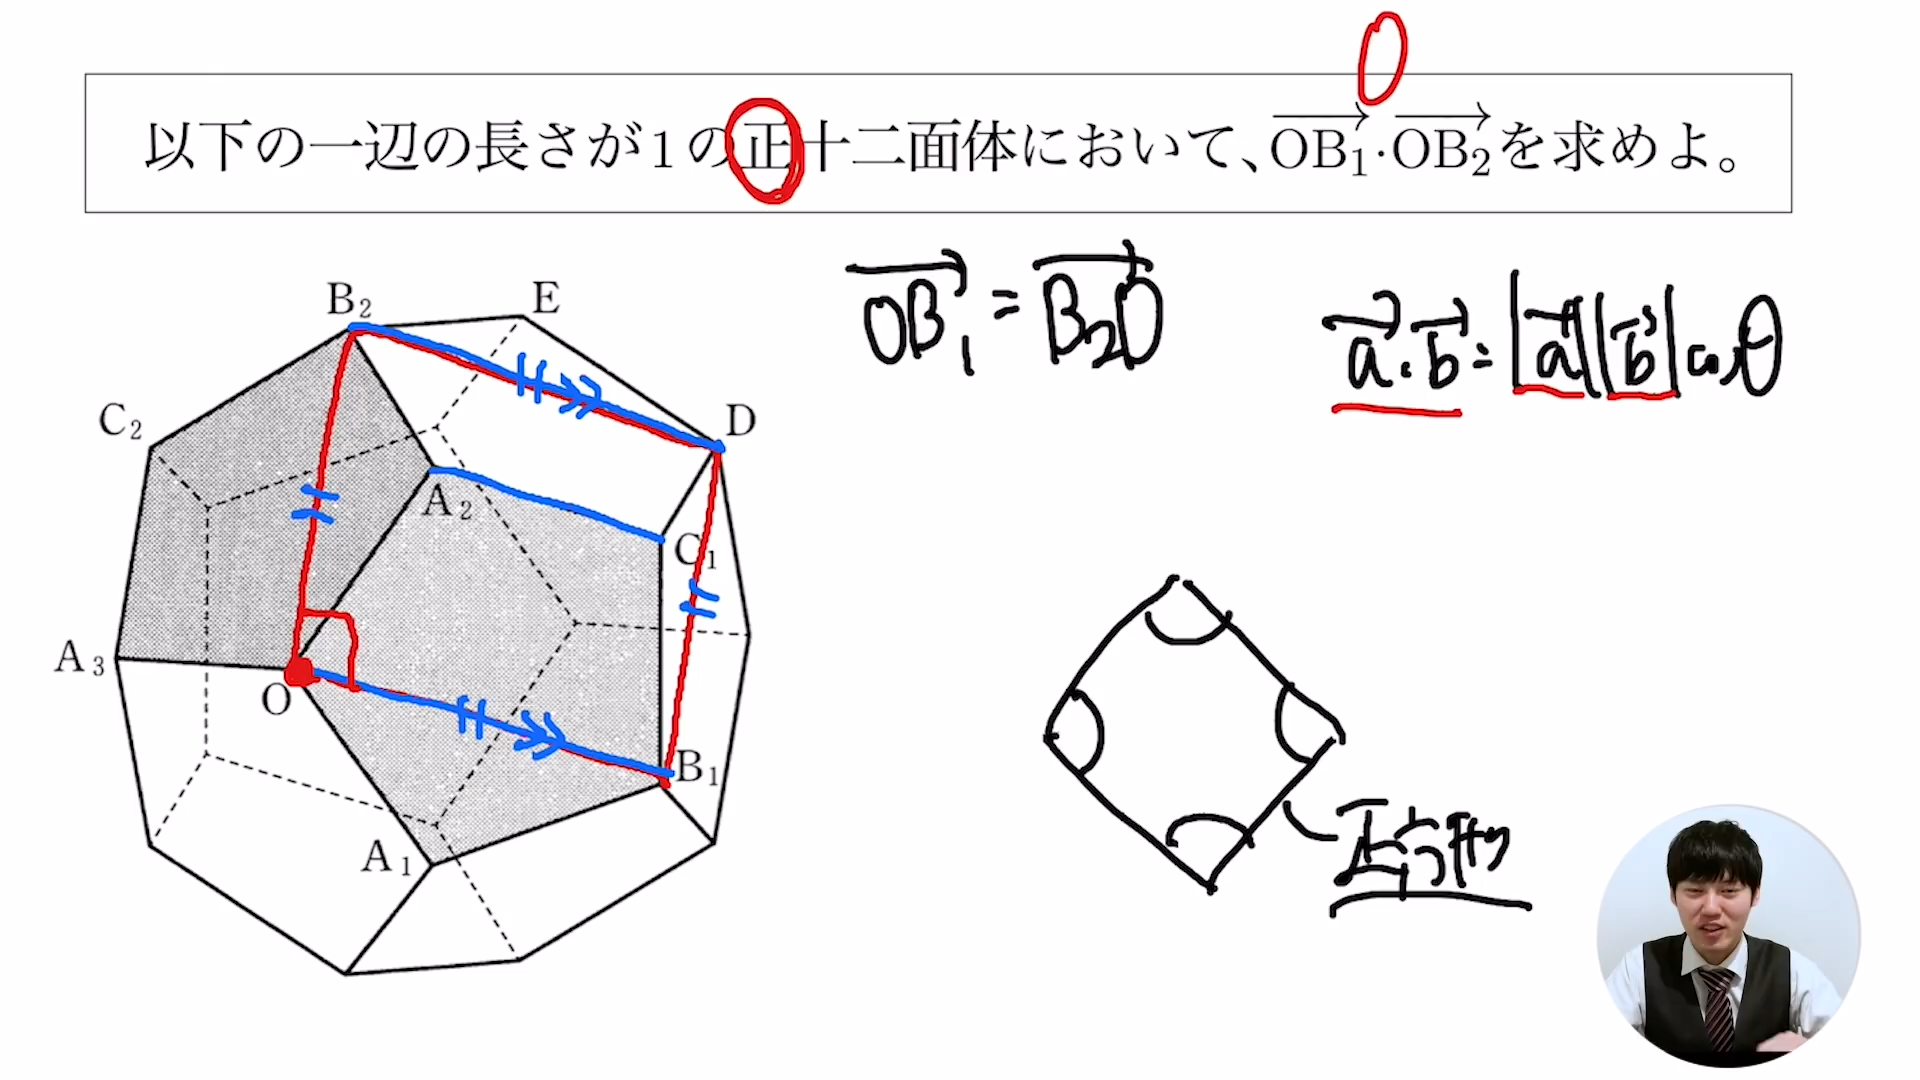 0
以下の一辺の長さが1の正十二面体において、OB₁·OB₂を求めよ。
OB₁ = B₂D
a·b = |a||b|cosθ
B₂
E
C₂
D
A₂
C₁
A₃
O
B₁
A₁
正方形